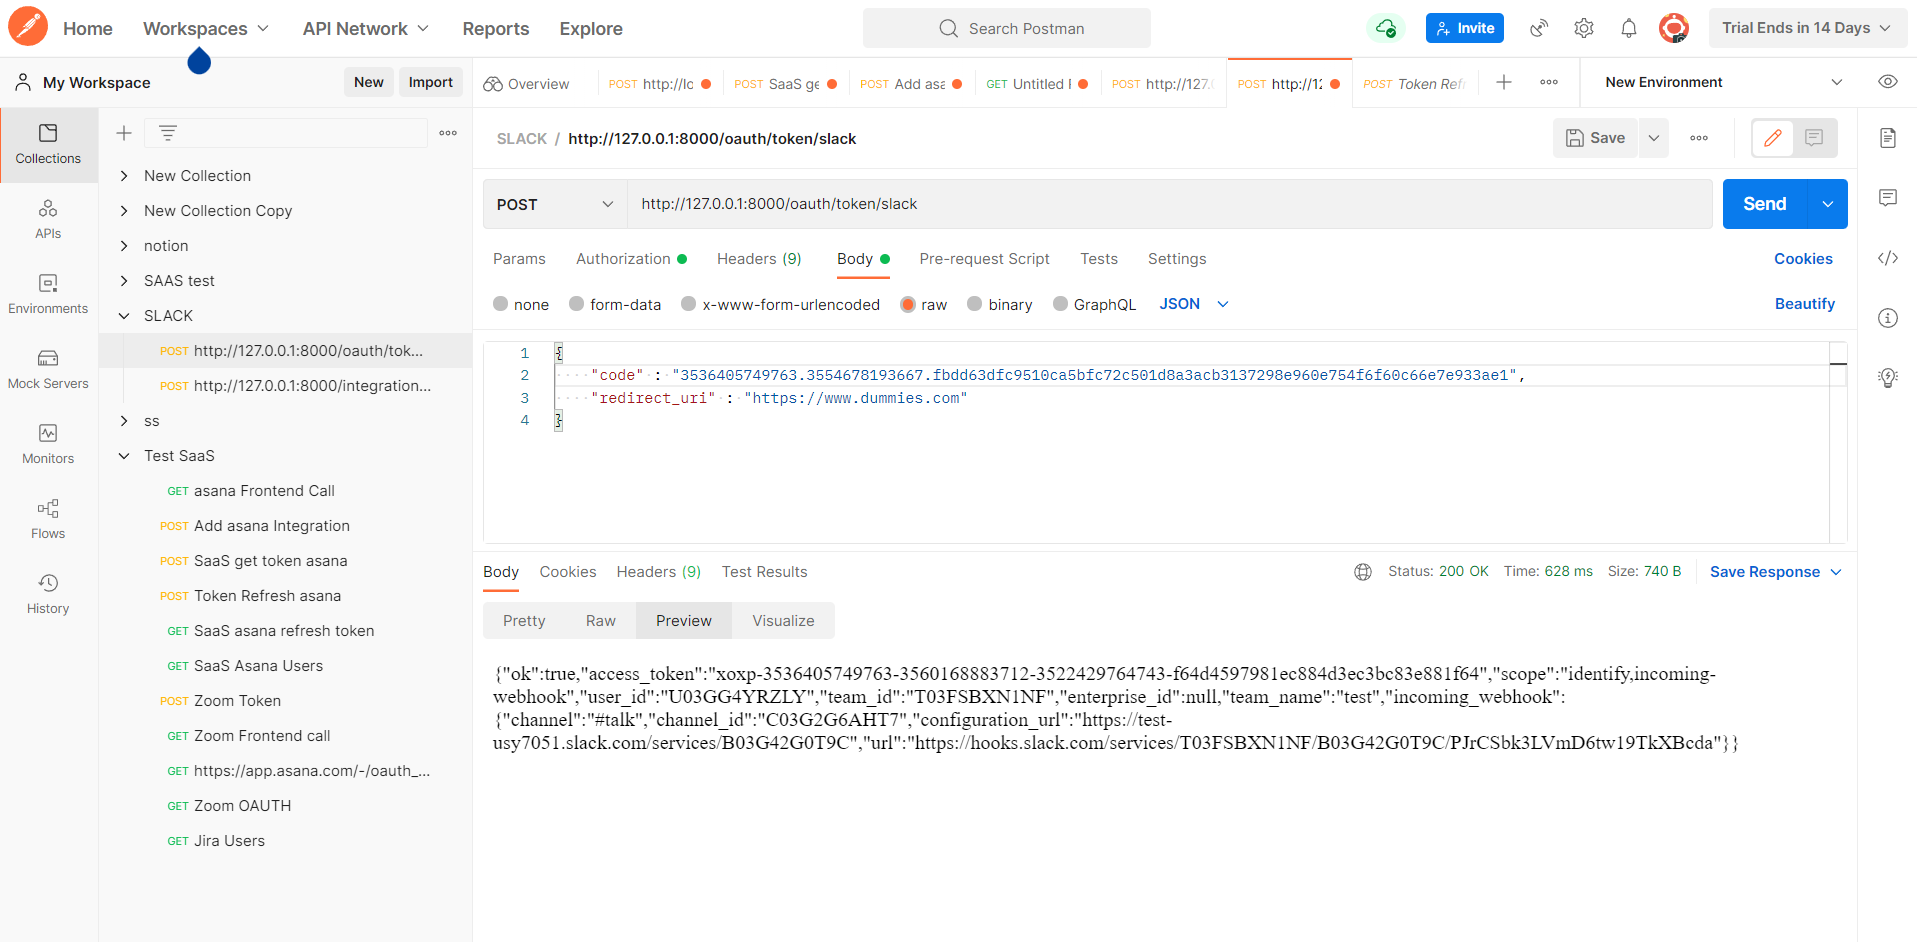 Home Workspaces API Network Reports Explore Search Postman Invite Trial Ends in 14 Days
My Workspace New Import Overview POST http://lo POST SaaS ge POST Add asa GET Untitled POST http://127. POST http://12 POST Token Refr New Environment
SLACK / http://127.0.0.1:8000/oauth/token/slack Save
POST http://127.0.0.1:8000/oauth/token/slack Send
Params Authorization Headers (9) Body Pre-request Script Tests Settings Cookies
none form-data x-www-form-urlencoded raw binary GraphQL JSON Beautify
1 {
2 "code" : "3536405749763.3554678193667.fbdd63dfc9510ca5bfc72c501d8a3acb3137298e960e754f6f60c66e7e933ae1",
3 "redirect_uri" : "https://www.dummies.com"
4 }
Collections
APIs
Environments
Mock Servers
Monitors
Flows
History
New Collection
New Collection Copy
notion
SAAS test
SLACK
POST http://127.0.0.1:8000/oauth/tok...
POST http://127.0.0.1:8000/integration...
ss
Test SaaS
GET asana Frontend Call
POST Add asana Integration
POST SaaS get token asana
POST Token Refresh asana
GET SaaS asana refresh token
GET SaaS Asana Users
POST Zoom Token
GET Zoom Frontend call
GET https://app.asana.com/-/oauth_...
GET Zoom OAUTH
GET Jira Users
Body Cookies Headers (9) Test Results Status: 200 OK Time: 628 ms Size: 740 B Save Response
Pretty Raw Preview Visualize
{"ok":true,"access_token":"xoxp-3536405749763-3560168883712-3522429764743-f64d4597981ec884d3ec3bc83e881f64","scope":"identify,incoming-
webhook","user_id":"U03GG4YRZLY","team_id":"T03FSBXN1NF","enterprise_id":null,"team_name":"test","incoming_webhook":
{"channel":"#talk","channel_id":"C03G2G6AHT7","configuration_url":"https://test-
usy7051.slack.com/services/B03G42G0T9C","url":"https://hooks.slack.com/services/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"}}